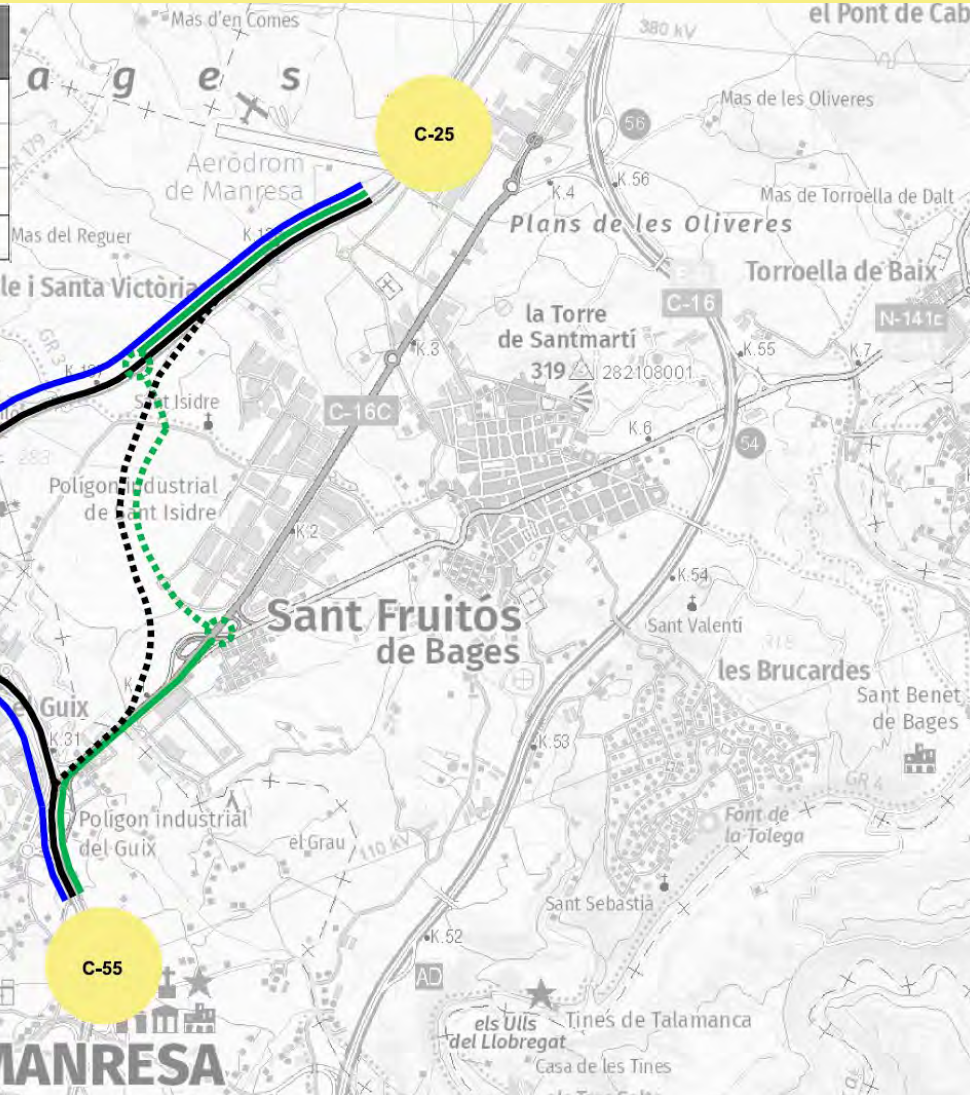 el Pont de Cab
Mas d'en Comes
380 kV
a g e s
C-25
Mas de les Oliveres
56
Aeròdrom
de Manresa
K.4
K.56
Mas de Torroella de Dalt
Plans de les Oliveres
Mas del Reguer
Torroella de Baix
le i Santa Victòria
C-16
N-141c
la Torre
de Santmartí
319
282108001
K.3
K.55
K.7
Sant Isidre
C-16C
K.6
54
283
Polígon industrial
de Sant Isidre
K.2
K.54
Sant Fruitós
de Bages
Sant Valentí
318
les Brucardes
Sant Benet
de Bages
el Guix
K.31
K.53
GR 4
Polígon industrial
del Guix
el Grau
110 kV
Font de
la Tolega
Sant Sebastià
K.52
C-55
AD
els Ulls
del Llobregat
Tines de Talamanca
MANRESA
Casa de les Tines